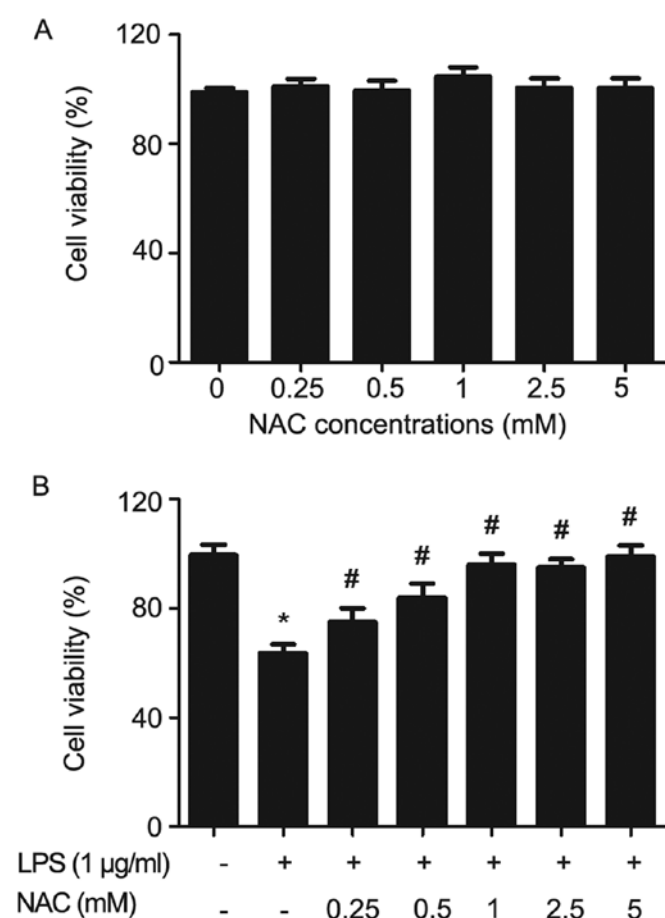 A
120
80
40
0
Cell viability (%)
0 0.25 0.5 1 2.5 5
NAC concentrations (mM)
B
120
80
40
0
Cell viability (%)
* # # # # #
LPS (1 µg/ml) - + + + + + +
NAC (mM) - - 0.25 0.5 1 2.5 5